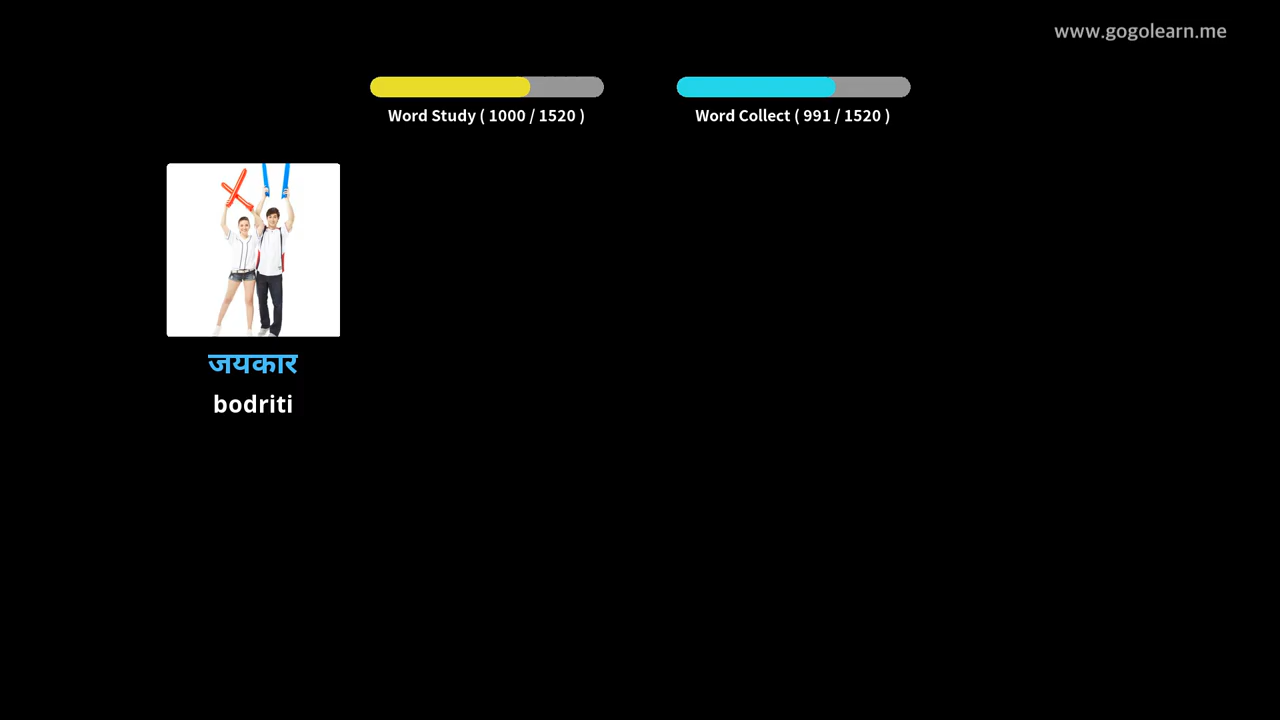 www.gogolearn.me
Word Study ( 1000 / 1520 )
Word Collect ( 991 / 1520 )
जयकार
bodriti